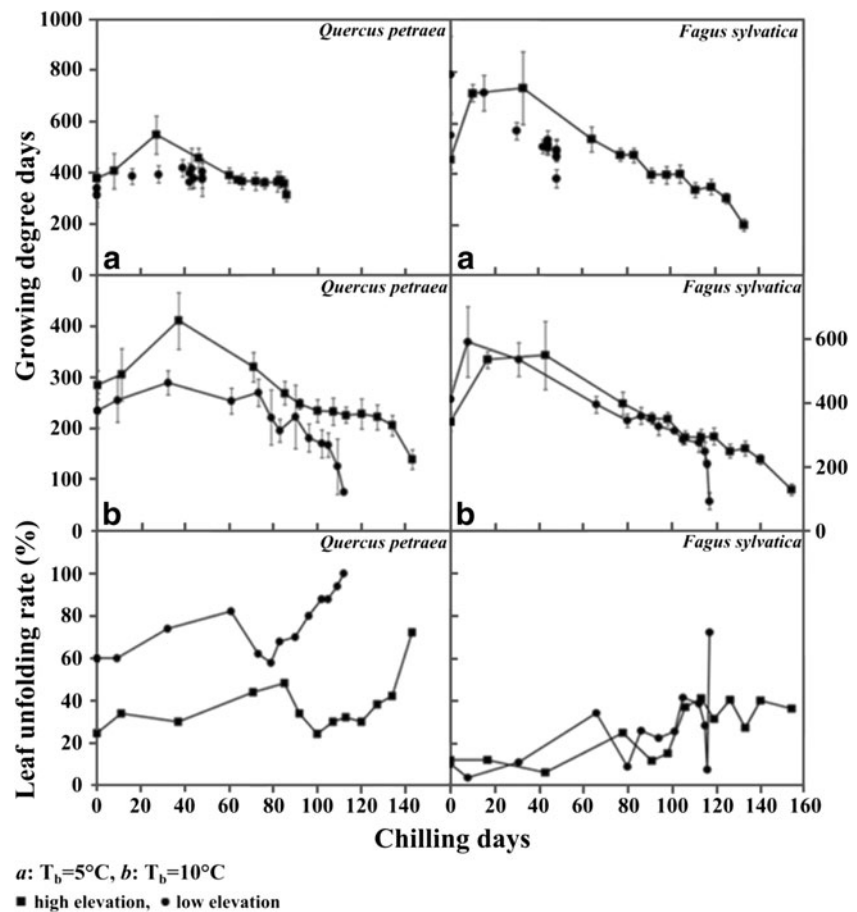 1000
800
600
400
200
0
Quercus petraea
a
Fagus sylvatica
a
Growing degree days
400
300
200
100
0
Quercus petraea
b
Fagus sylvatica
b
600
400
200
0
Leaf unfolding rate (%)
100
80
60
40
20
0
Quercus petraea
Fagus sylvatica
0 20 40 60 80 100 120 140
0 20 40 60 80 100 120 140 160
Chilling days
a: Tb=5°C, b: Tb=10°C
■ high elevation, ● low elevation